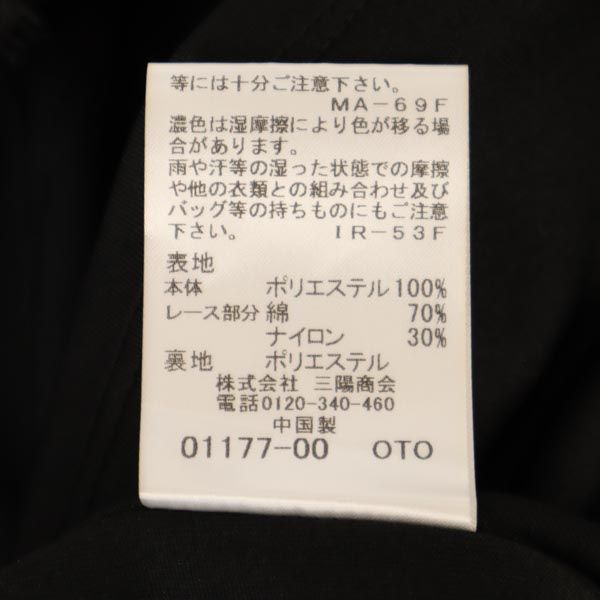 等には十分ご注意下さい。
MA-69F
濃色は湿摩擦により色が移る場
合があります。
雨や汗等の湿った状態での摩擦
や他の衣類との組み合わせ及び
バッグ等の持ちものにもご注意
下さい。 IR-53F
表地
本体 ポリエステル 100%
レース部分 綿 70%
ナイロン 30%
裏地 ポリエステル
株式会社 三陽商会
電話0120-340-460
中国製
01177-00 OTO